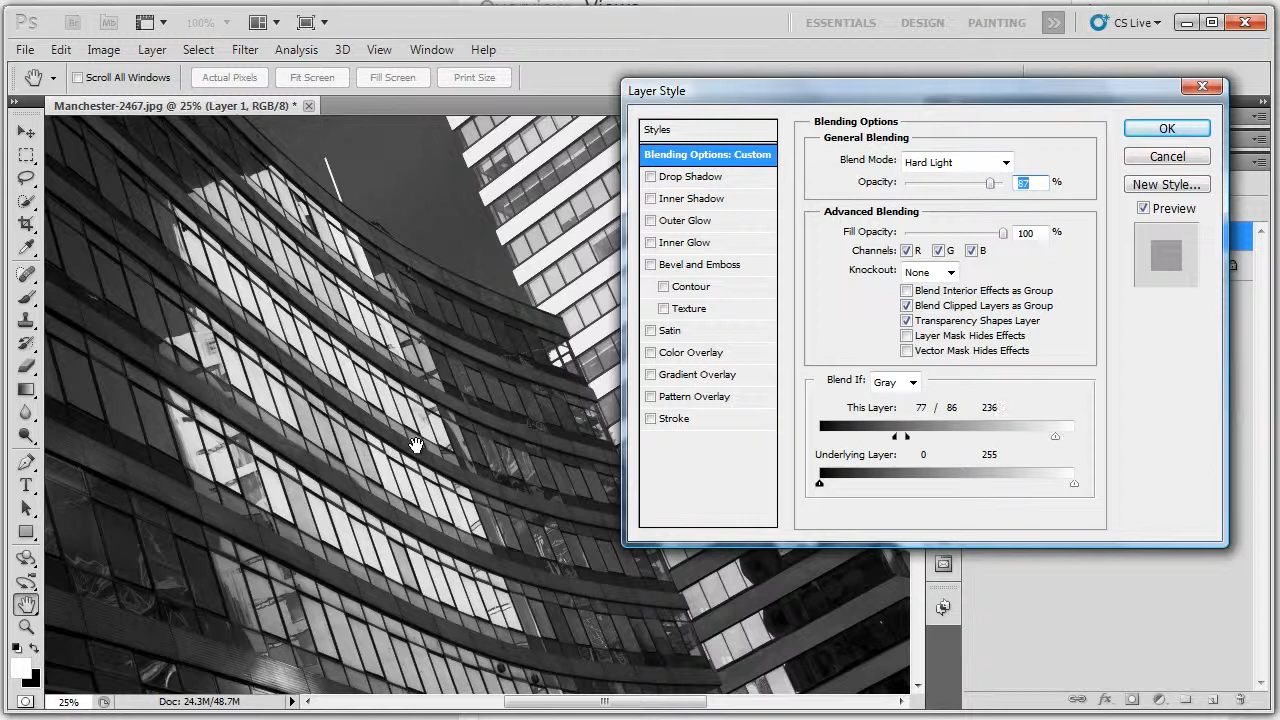 Overview Views
Ps Br Mb 100% ESSENTIALS DESIGN PAINTING CS Live
File Edit Image Layer Select Filter Analysis 3D View Window Help
Scroll All Windows Actual Pixels Fit Screen Fill Screen Print Size
Manchester-2467.jpg @ 25% (Layer 1, RGB/8) *
Layer Style
Styles
Blending Options: Custom
Drop Shadow
Inner Shadow
Outer Glow
Inner Glow
Bevel and Emboss
Contour
Texture
Satin
Color Overlay
Gradient Overlay
Pattern Overlay
Stroke
Blending Options
General Blending
Blend Mode: Hard Light
Opacity: 87 %
Advanced Blending
Fill Opacity: 100 %
Channels: R G B
Knockout: None
Blend Interior Effects as Group
Blend Clipped Layers as Group
Transparency Shapes Layer
Layer Mask Hides Effects
Vector Mask Hides Effects
Blend If: Gray
This Layer: 77 / 86 236
Underlying Layer: 0 255
OK
Cancel
New Style...
Preview
T
fx
25% Doc: 24.3M/48.7M